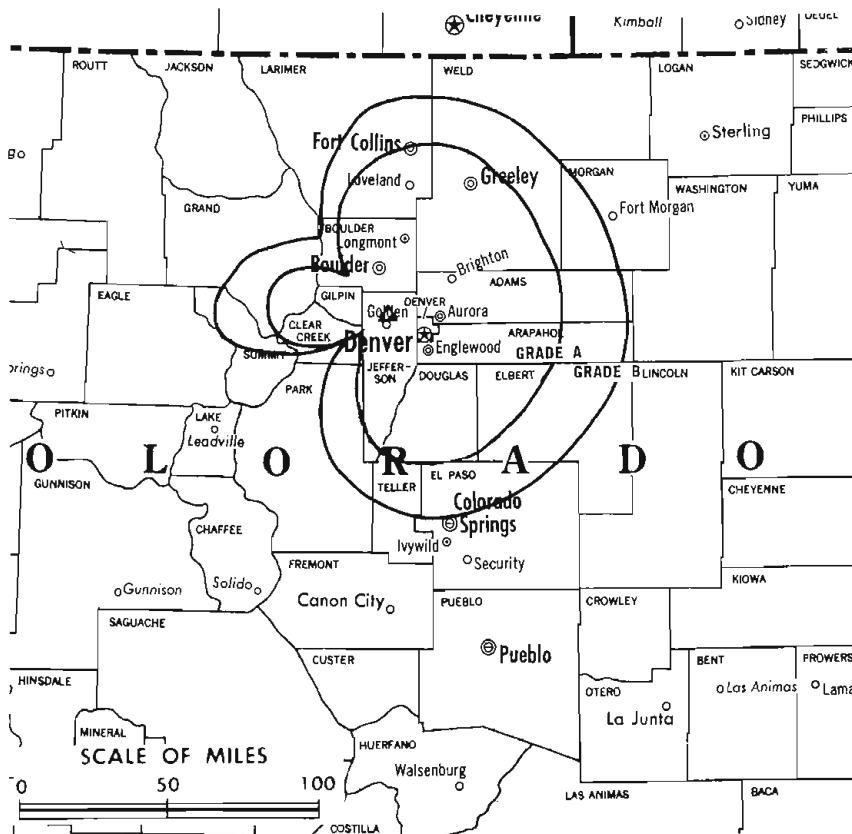 Cheyenne
Kimball
Sidney
DEUEL
ROUTT
JACKSON
LARIMER
WELD
LOGAN
SEDGWICK
PHILLIPS
Sterling
Fort Collins
Loveland
Greeley
MORGAN
WASHINGTON
YUMA
Fort Morgan
GRAND
BOULDER
Longmont
Boulder
Brighton
ADAMS
EAGLE
GILPIN
DENVER
Golden
Aurora
CLEAR
CREEK
ARAPAHOE
Denver
Englewood
GRADE A
SUMMIT
JEFFER-
SON
DOUGLAS
ELBERT
GRADE B
LINCOLN
KIT CARSON
PARK
PITKIN
LAKE
Leadville
O L O R A D O
GUNNISON
TELLER
EL PASO
CHEYENNE
CHAFFEE
Colorado
Springs
Ivywild
Security
FREMONT
KIOWA
Gunnison
Solido
Canon City
PUEBLO
CROWLEY
SAGUACHE
Pueblo
CUSTER
BENT
PROWERS
HINSDALE
OTERO
Las Animas
Lama
La Junta
MINERAL
SCALE OF MILES
HUERFANO
0 50 100
Walsenburg
LAS ANIMAS
BACA
COSTILLA